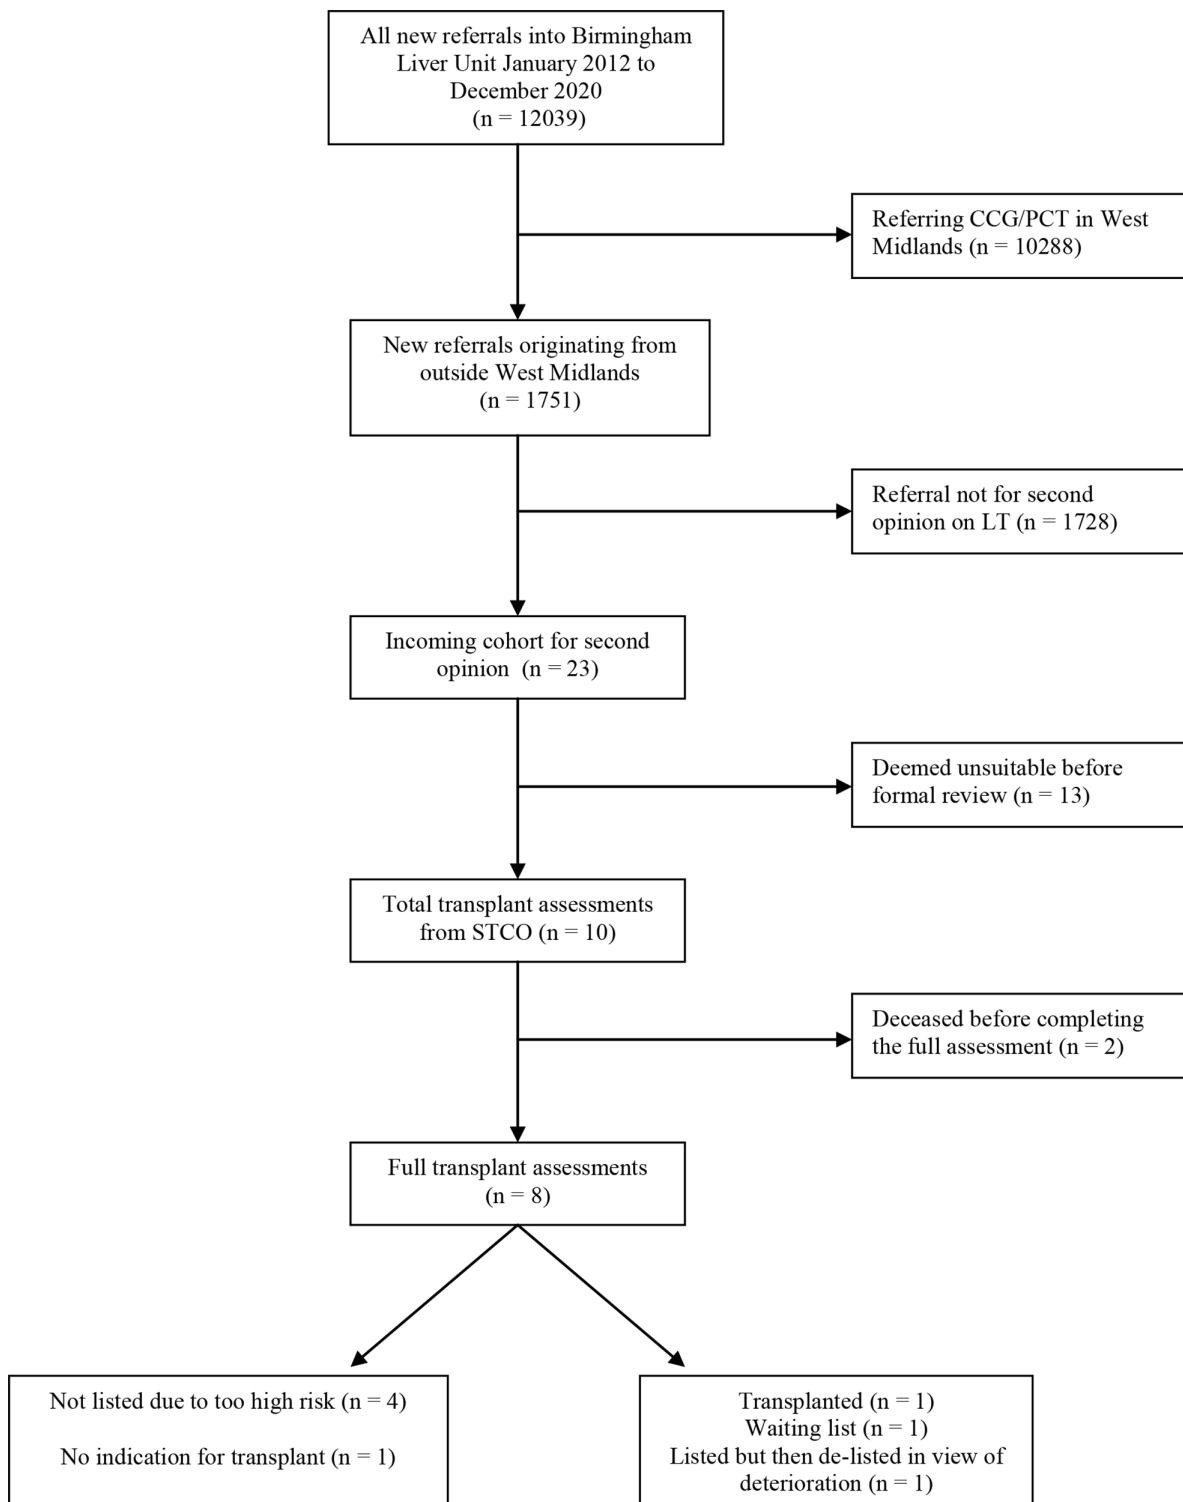 All new referrals into Birmingham
Liver Unit January 2012 to
December 2020
(n = 12039)
Referring CCG/PCT in West
Midlands (n = 10288)
New referrals originating from
outside West Midlands
(n = 1751)
Referral not for second
opinion on LT (n = 1728)
Incoming cohort for second
opinion (n = 23)
Deemed unsuitable before
formal review (n = 13)
Total transplant assessments
from STCO (n = 10)
Deceased before completing
the full assessment (n = 2)
Full transplant assessments
(n = 8)
Not listed due to too high risk (n = 4)
No indication for transplant (n = 1)
Transplanted (n = 1)
Waiting list (n = 1)
Listed but then de-listed in view of
deterioration (n = 1)